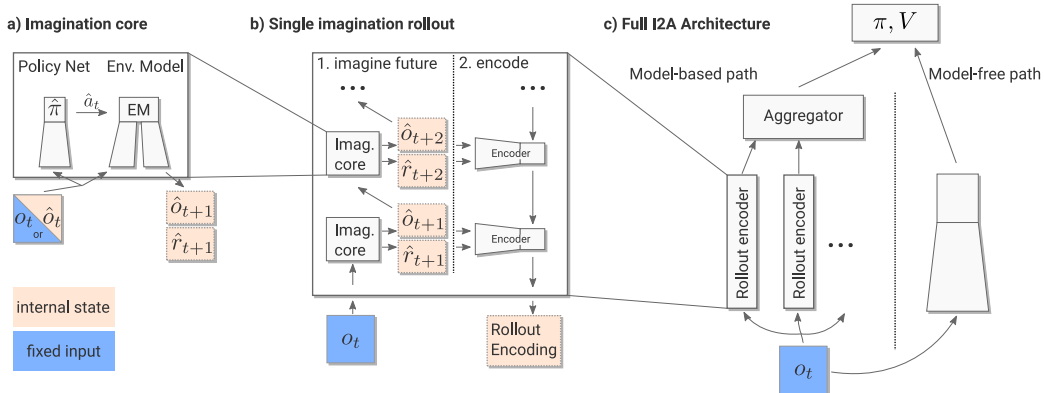 a) Imagination core
Policy Net
Env. Model
π̂
â_t
EM
o_t
or
ô_t
ô_{t+1}
r̂_{t+1}
internal state
fixed input
b) Single imagination rollout
1. imagine future
2. encode
...
...
Imag.
core
ô_{t+2}
r̂_{t+2}
Encoder
Imag.
core
ô_{t+1}
r̂_{t+1}
Encoder
o_t
Rollout
Encoding
c) Full I2A Architecture
π, V
Model-based path
Model-free path
Aggregator
Rollout encoder
Rollout encoder
...
o_t